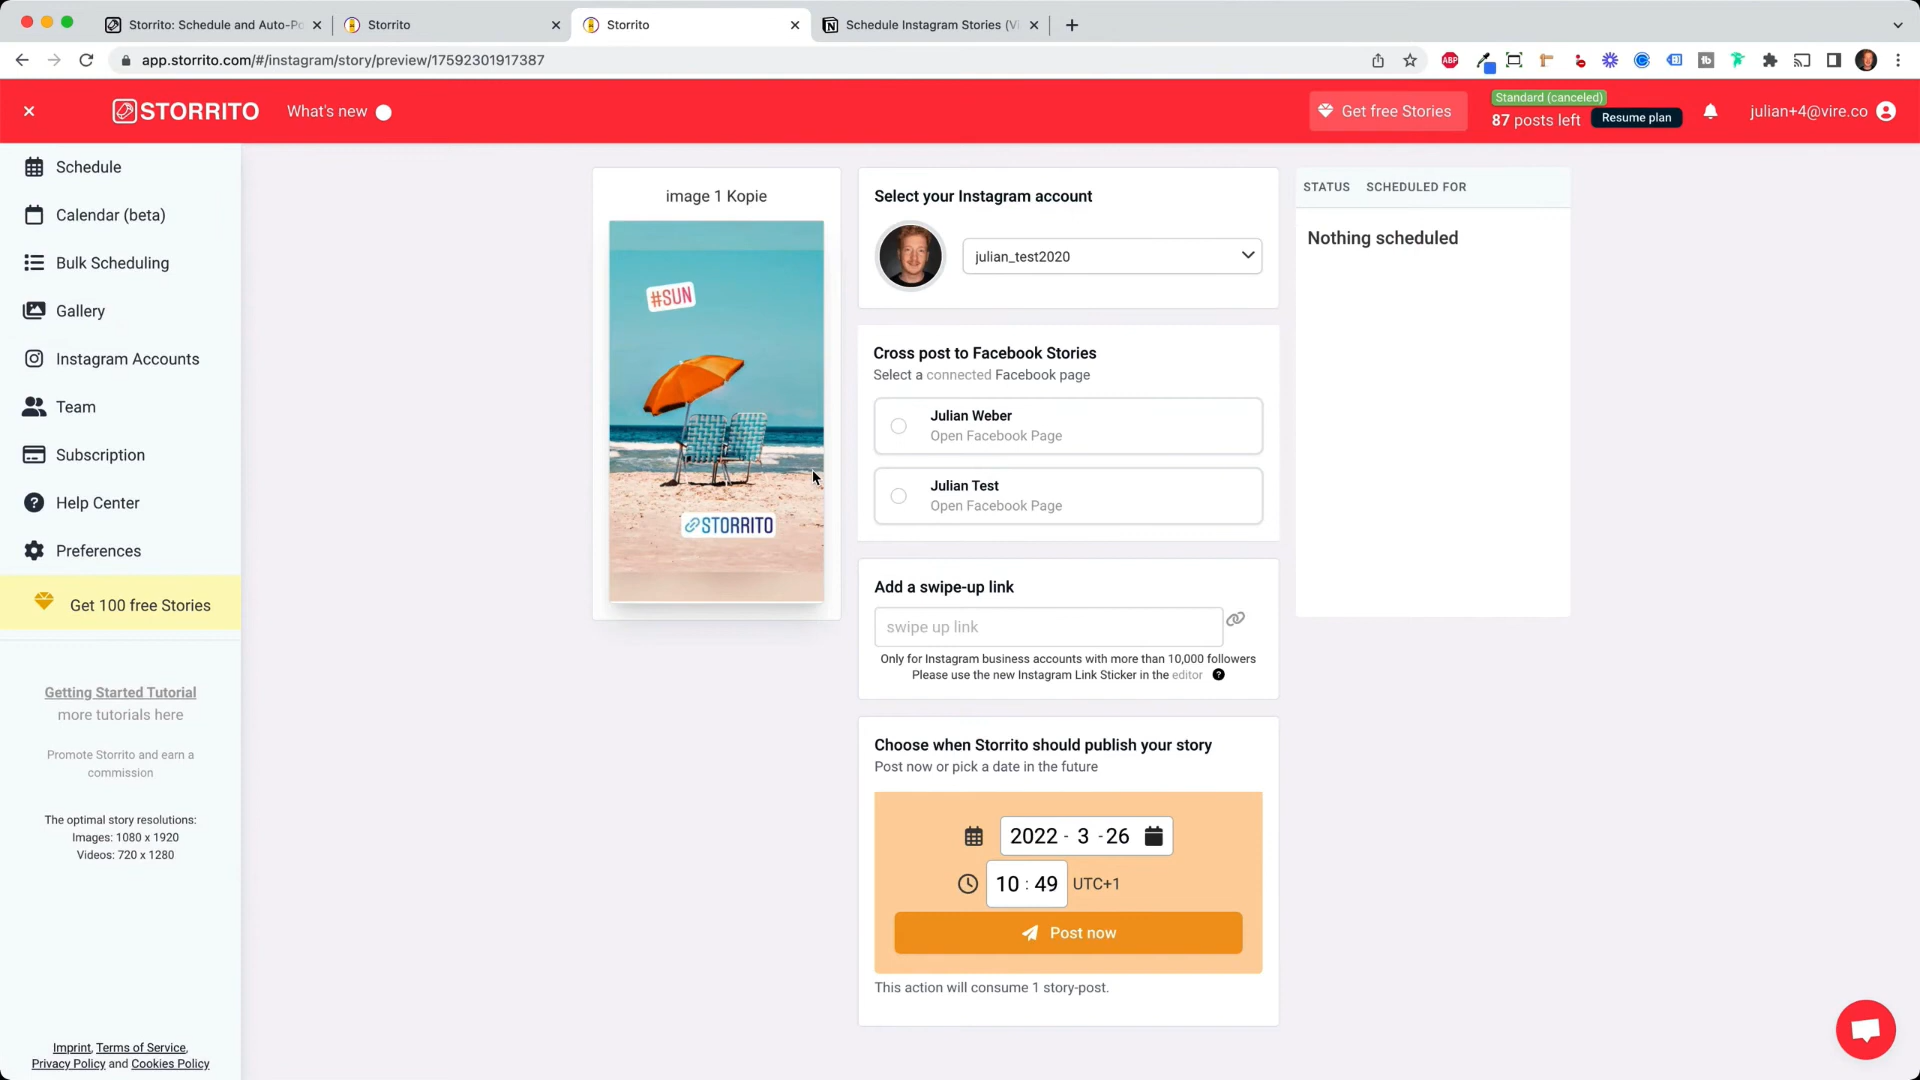 Storrito: Schedule and Auto-Po
Storrito
Storrito
Schedule Instagram Stories (Vi
app.storrito.com/#/instagram/story/preview/17592301917387
ABP
tb
STORRITO
What's new
Get free Stories
Standard (canceled)
87 posts left
Resume plan
julian+4@vire.co
Schedule
Calendar (beta)
Bulk Scheduling
Gallery
Instagram Accounts
Team
Subscription
Help Center
Preferences
Get 100 free Stories
Getting Started Tutorial
more tutorials here
Promote Storrito and earn a
commission
The optimal story resolutions:
Images: 1080 x 1920
Videos: 720 x 1280
Imprint, Terms of Service,
Privacy Policy and Cookies Policy
image 1 Kopie
#SUN
STORRITO
Select your Instagram account
julian_test2020
Cross post to Facebook Stories
Select a connected Facebook page
Julian Weber
Open Facebook Page
Julian Test
Open Facebook Page
Add a swipe-up link
swipe up link
Only for Instagram business accounts with more than 10,000 followers
Please use the new Instagram Link Sticker in the editor ?
Choose when Storrito should publish your story
Post now or pick a date in the future
2022 - 3 - 26
10 : 49 UTC+1
Post now
This action will consume 1 story-post.
STATUS SCHEDULED FOR
Nothing scheduled